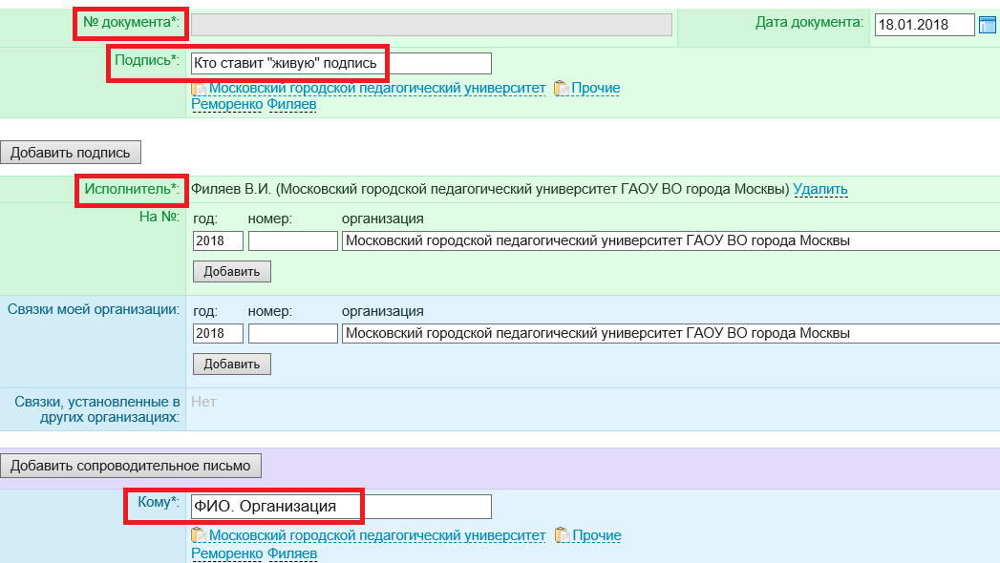 № документа*: Дата документа: 18.01.2018
Подпись*: Кто ставит "живую" подпись
Московский городской педагогический университет Прочие
Реморенко Филяев
Добавить подпись
Исполнитель*: Филяев В.И. (Московский городской педагогический университет ГАОУ ВО города Москвы) Удалить
На №: год: номер: организация
2018 Московский городской педагогический университет ГАОУ ВО города Москвы
Добавить
Связки моей организации: год: номер: организация
2018 Московский городской педагогический университет ГАОУ ВО города Москвы
Добавить
Связки, установленные в Нет
других организациях:
Добавить сопроводительное письмо
Кому*: ФИО. Организация
Московский городской педагогический университет Прочие
Реморенко Филяев